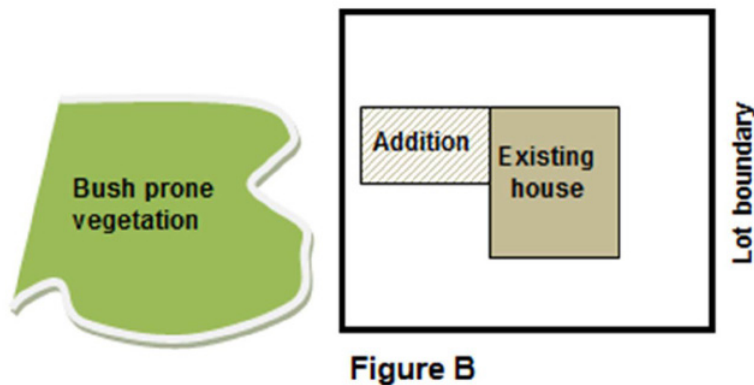 Bush prone
vegetation
Addition
Existing
house
Lot boundary
Figure B